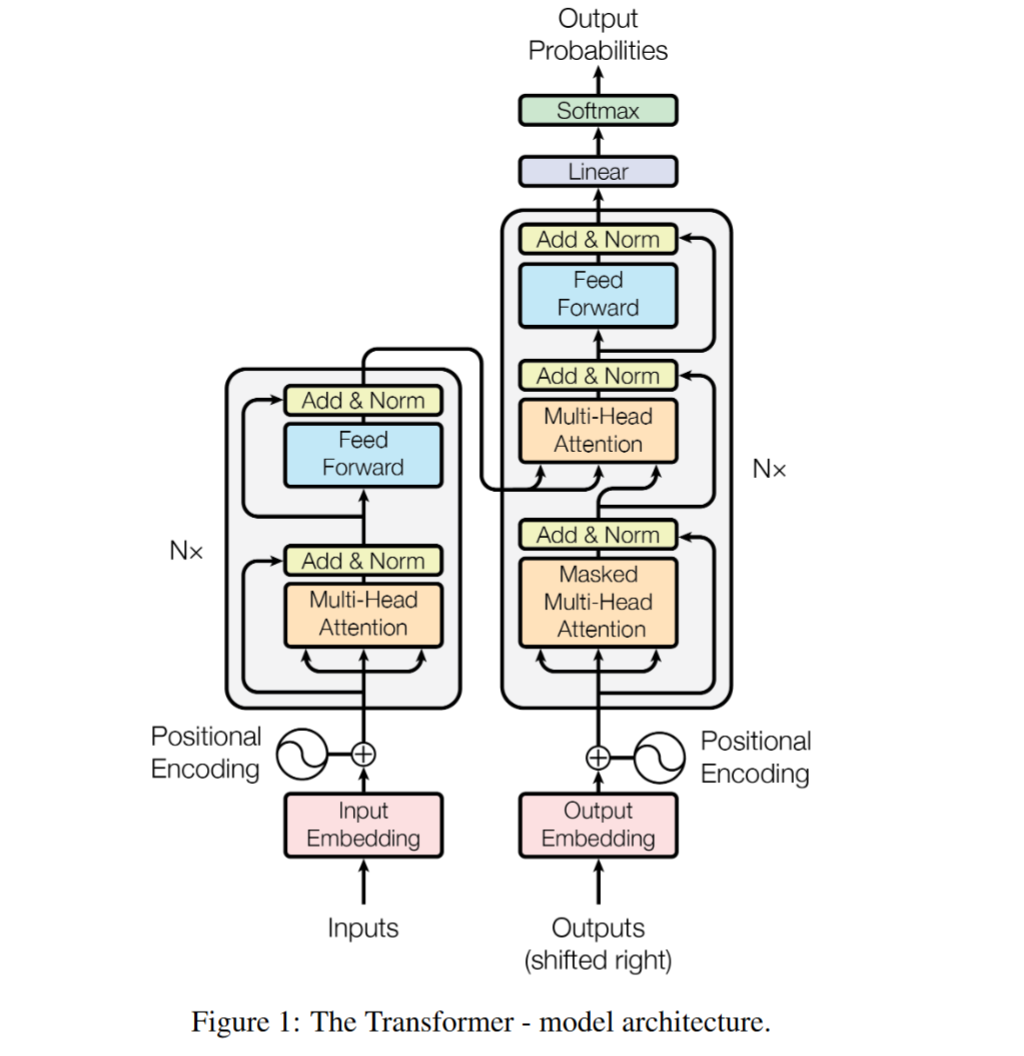 Output
Probabilities
Softmax
Linear
Add & Norm
Feed
Forward
Add & Norm
Multi-Head
Attention
Nx
Add & Norm
Masked
Multi-Head
Attention
Add & Norm
Feed
Forward
Nx
Add & Norm
Multi-Head
Attention
Positional
Encoding
Positional
Encoding
Input
Embedding
Output
Embedding
Inputs
Outputs
(shifted right)
Figure 1: The Transformer - model architecture.